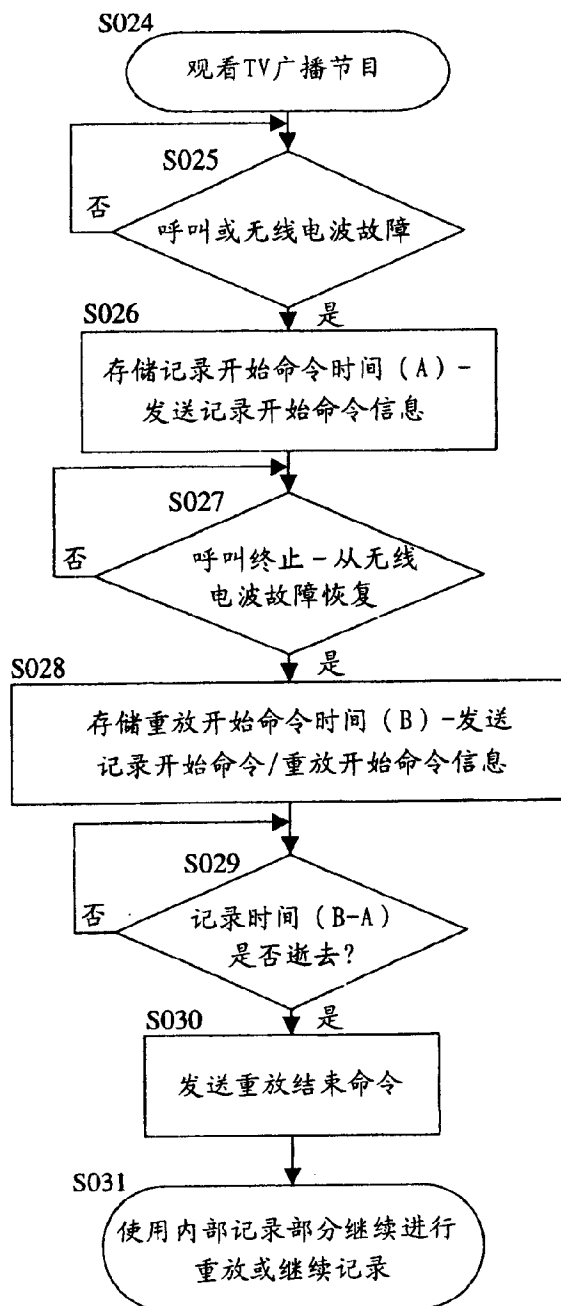 S024
观看TV广播节目
S025
否
呼叫或无线电波故障
是
S026
存储记录开始命令时间（A）-
发送记录开始命令信息
S027
否
呼叫终止-从无线
电波故障恢复
是
S028
存储重放开始命令时间（B）-发送
记录开始命令/重放开始命令信息
S029
否
记录时间（B-A）
是否逝去?
是
S030
发送重放结束命令
S031
使用内部记录部分继续进行
重放或继续记录